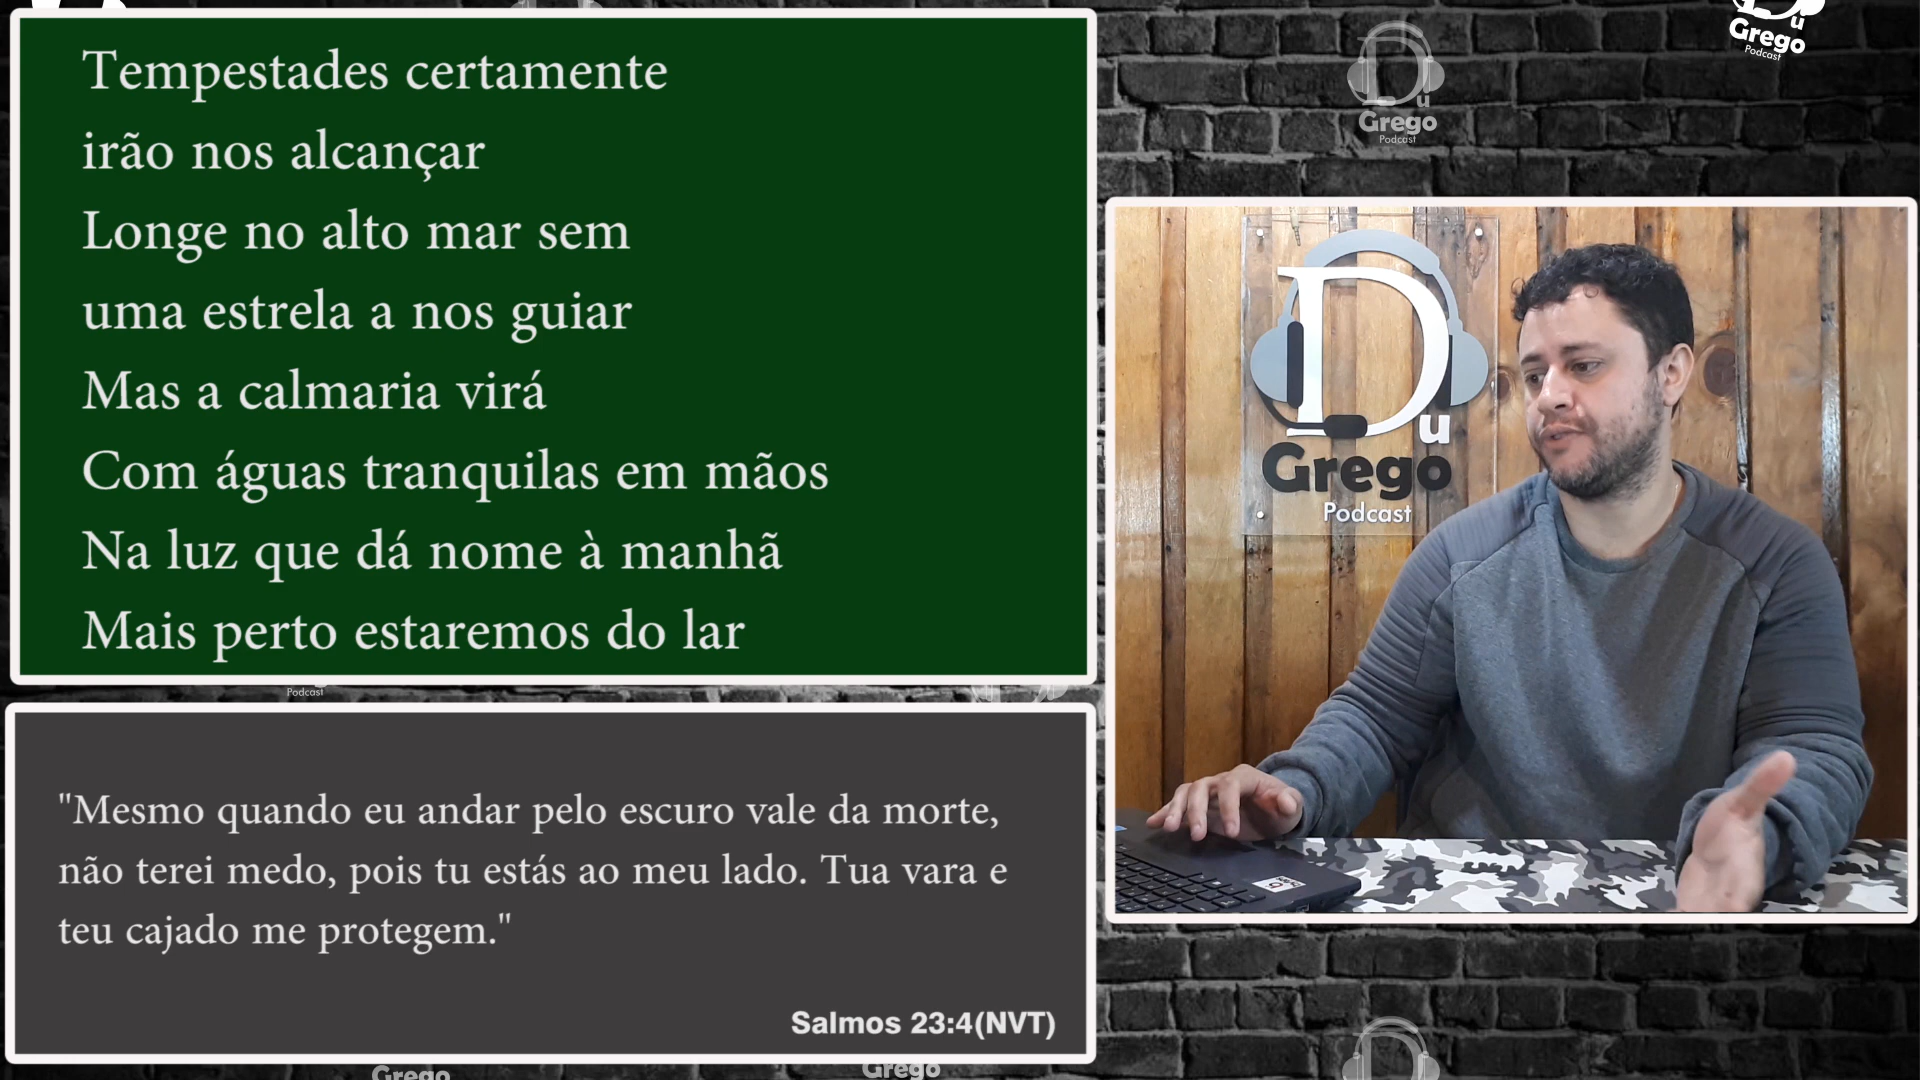 Tempestades certamente
irão nos alcançar
Longe no alto mar sem
uma estrela a nos guiar
Mas a calmaria virá
Com águas tranquilas em mãos
Na luz que dá nome à manhã
Mais perto estaremos do lar
"Mesmo quando eu andar pelo escuro vale da morte,
não terei medo, pois tu estás ao meu lado. Tua vara e
teu cajado me protegem."
Salmos 23:4(NVT)
Du
Grego
Podcast
Du
Grego
Podcast
Du
Grego
Podcast
Podcast
Grego
Grego